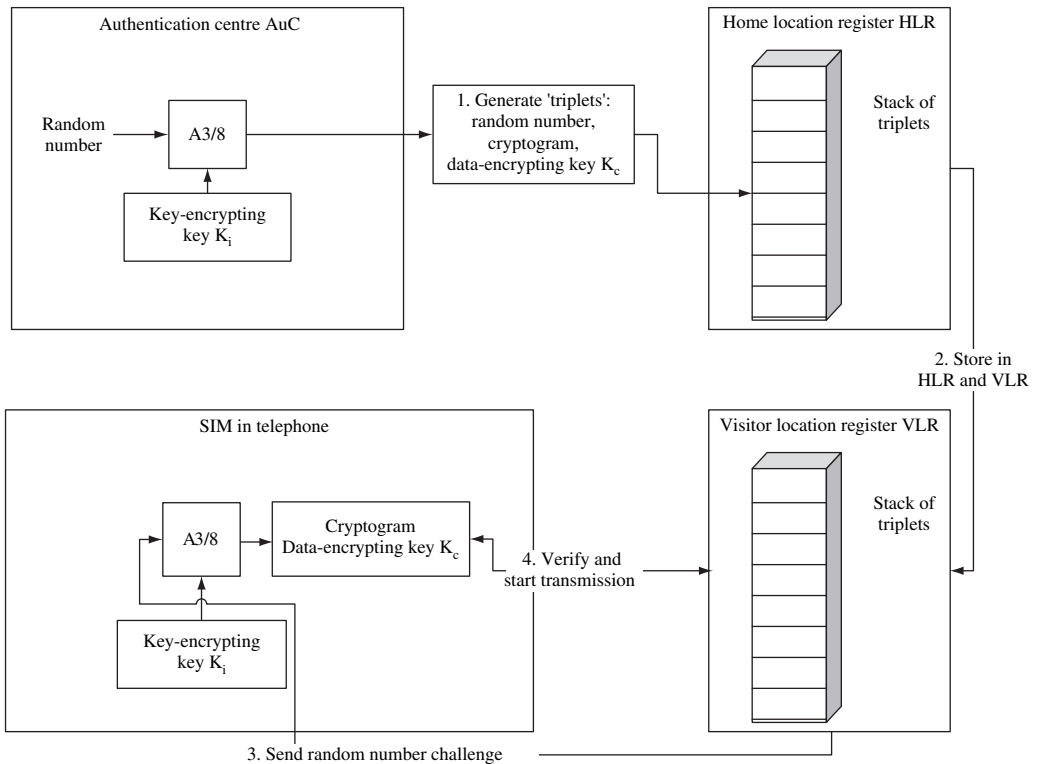 Authentication centre AuC
Random
number
A3/8
Key-encrypting
key Ki
1. Generate 'triplets':
random number,
cryptogram,
data-encrypting key Kc
Home location register HLR
Stack of
triplets
2. Store in
HLR and VLR
SIM in telephone
A3/8
Cryptogram
Data-encrypting key Kc
Key-encrypting
key Ki
4. Verify and
start transmission
Visitor location register VLR
Stack of
triplets
3. Send random number challenge